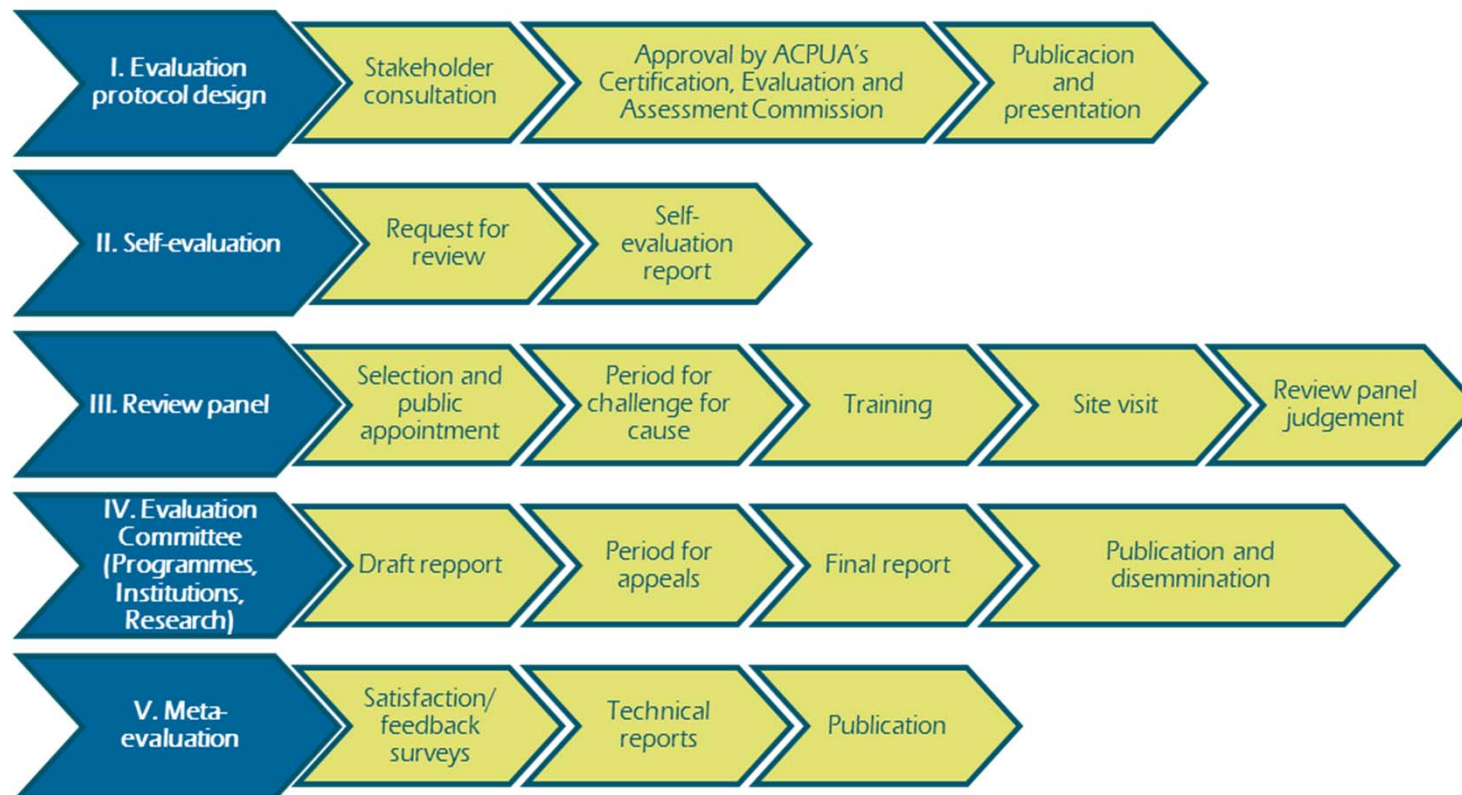 I. Evaluation
protocol design
Stakeholder
consultation
Approval by ACPUA's
Certification, Evaluation and
Assessment Commission
Publicacion
and
presentation
II. Self-evaluation
Request for
review
Self-
evaluation
report
III. Review panel
Selection and
public
appointment
Period for
challenge for
cause
Training
Site visit
Review panel
judgement
IV. Evaluation
Committee
(Programmes,
Institutions,
Research)
Draft repport
Period for
appeals
Final report
Publication and
disemmination
V. Meta-
evaluation
Satisfaction/
feedback
surveys
Technical
reports
Publication